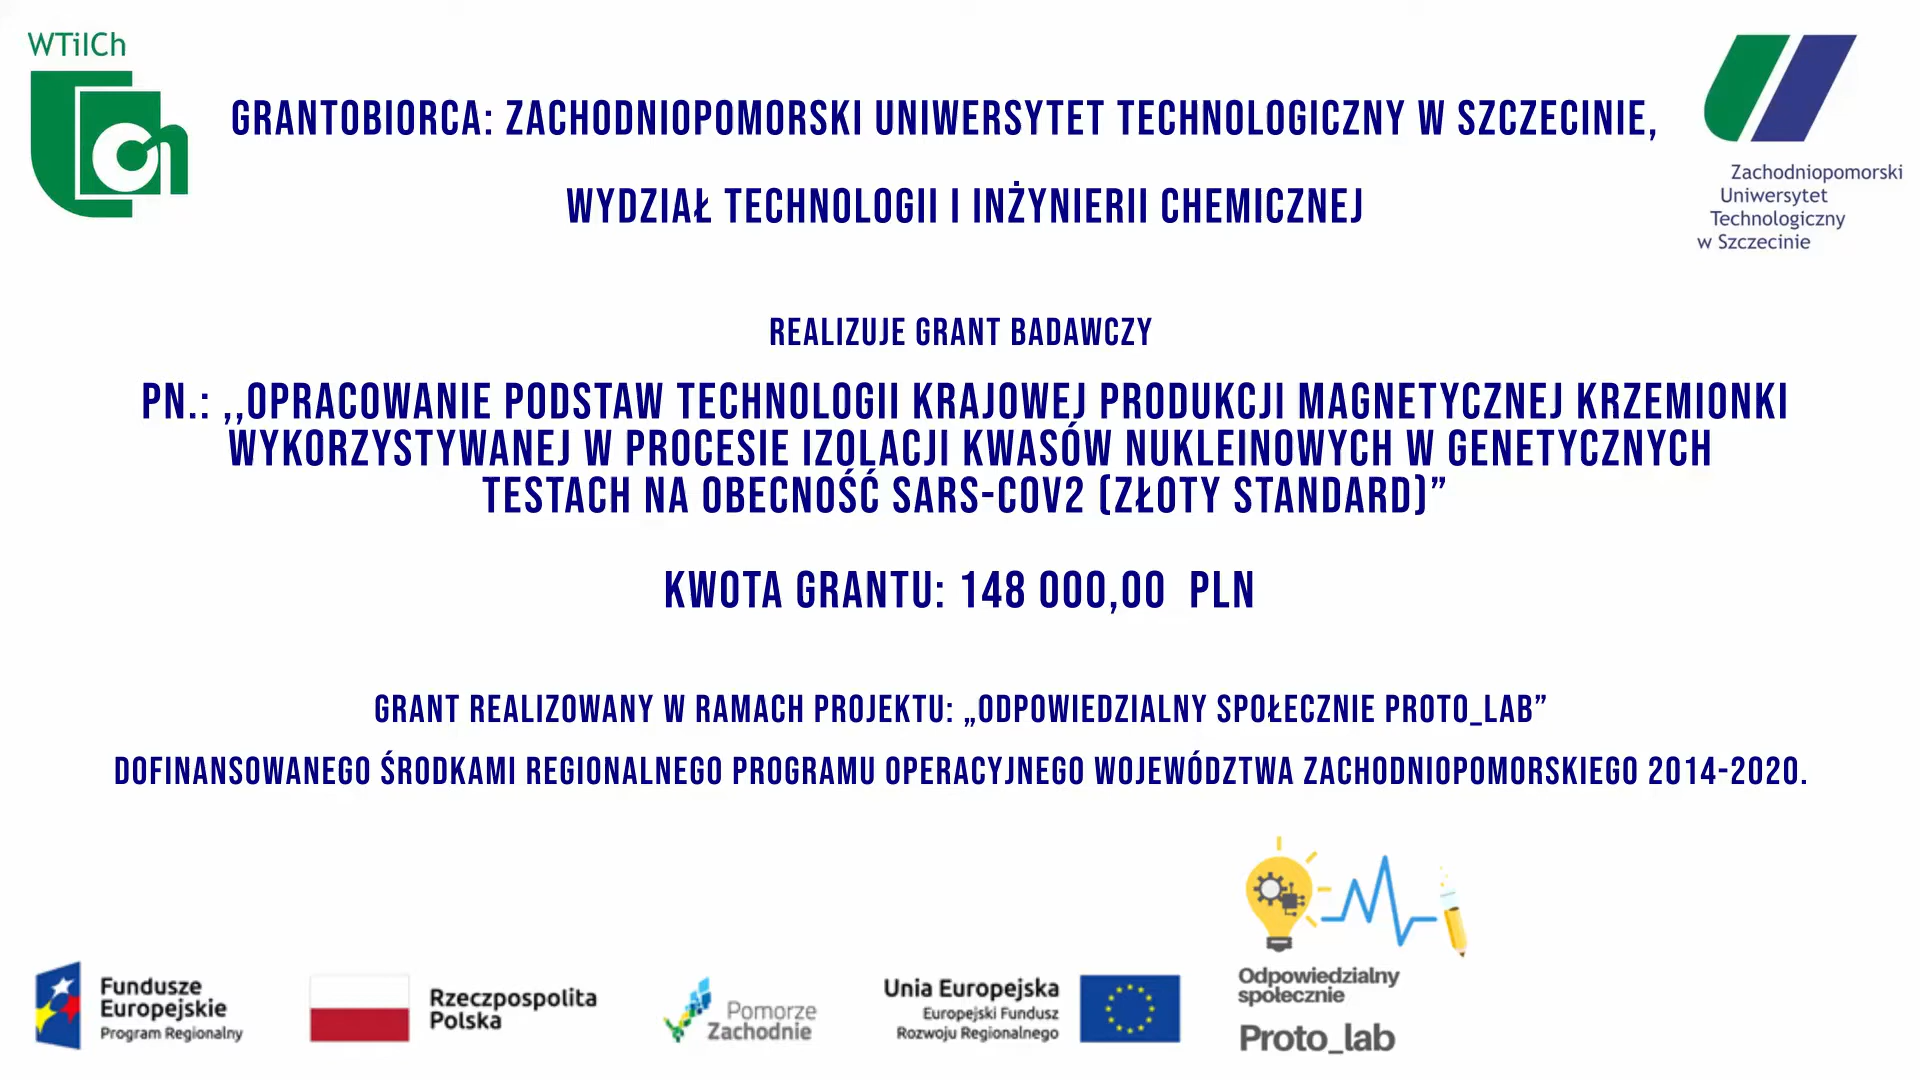 WTiICh
GRANTOBIORCA: ZACHODNIOPOMORSKI UNIWERSYTET TECHNOLOGICZNY W SZCZECINIE,
WYDZIAŁ TECHNOLOGII I INŻYNIERII CHEMICZNEJ
Zachodniopomorski
Uniwersytet
Technologiczny
w Szczecinie
REALIZUJE GRANT BADAWCZY
PN.: ,,OPRACOWANIE PODSTAW TECHNOLOGII KRAJOWEJ PRODUKCJI MAGNETYCZNEJ KRZEMIONKI
WYKORZYSTYWANEJ W PROCESIE IZOLACJI KWASÓW NUKLEINOWYCH W GENETYCZNYCH
TESTACH NA OBECNOŚĆ SARS-COV2 (ZŁOTY STANDARD)”
KWOTA GRANTU: 148 000,00 PLN
GRANT REALIZOWANY W RAMACH PROJEKTU: „ODPOWIEDZIALNY SPOŁECZNIE PROTO_LAB”
DOFINANSOWANEGO ŚRODKAMI REGIONALNEGO PROGRAMU OPERACYJNEGO WOJEWÓDZTWA ZACHODNIOPOMORSKIEGO 2014-2020.
Fundusze
Europejskie
Program Regionalny
Rzeczpospolita
Polska
Pomorze
Zachodnie
Unia Europejska
Europejski Fundusz
Rozwoju Regionalnego
Odpowiedzialny
społecznie
Proto_lab